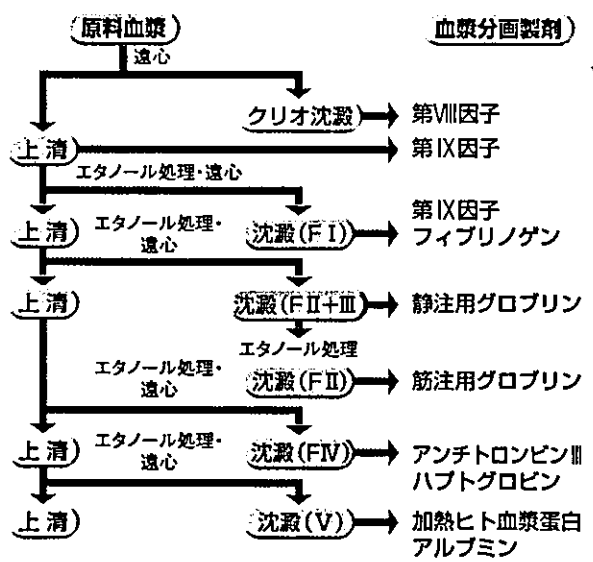 原料血漿
血漿分画製剤
遠心
クリオ沈澱
第Ⅷ因子
上清
第Ⅸ因子
エタノール処理・遠心
上清
エタノール処理・
遠心
沈澱(FⅠ)
第Ⅸ因子
フィブリノゲン
上清
沈澱(FⅡ+Ⅲ)
静注用グロブリン
エタノール処理
エタノール処理・
遠心
沈澱(FⅡ)
筋注用グロブリン
上清
エタノール処理・
遠心
沈澱(FⅣ)
アンチトロンビンⅢ
ハプトグロビン
上清
沈澱(Ⅴ)
加熱ヒト血漿蛋白
アルブミン